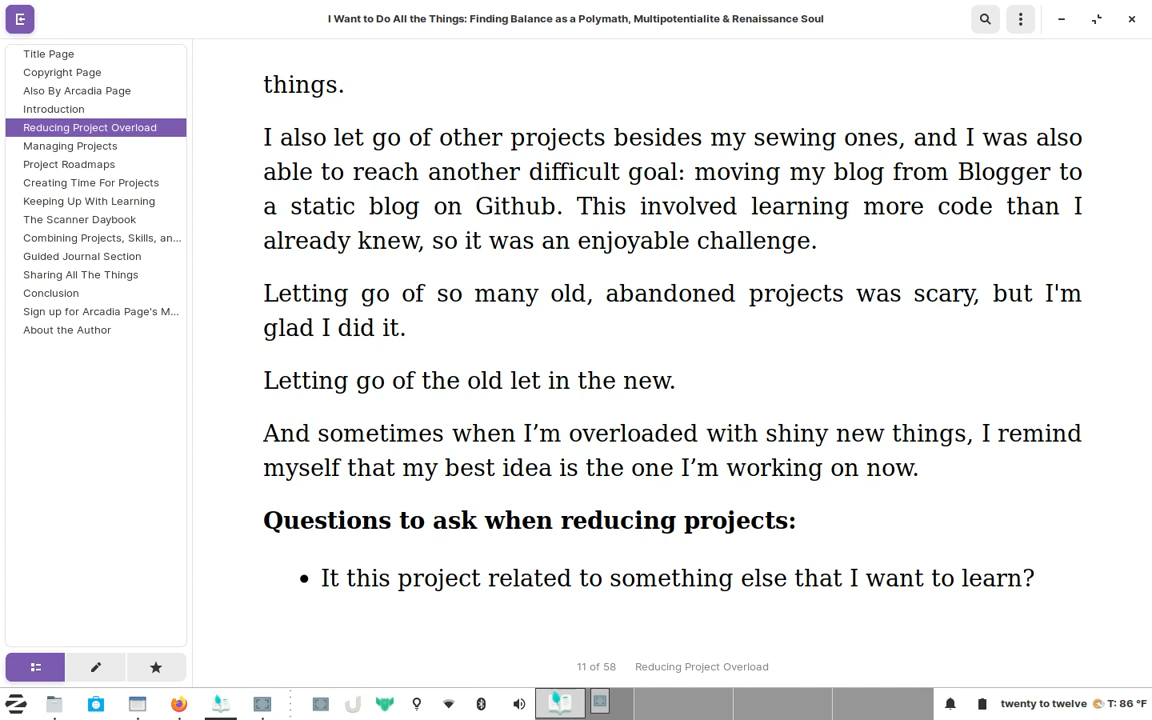 I Want to Do All the Things: Finding Balance as a Polymath, Multipotentialite & Renaissance Soul
Title Page
Copyright Page
Also By Arcadia Page
Introduction
Reducing Project Overload
Managing Projects
Project Roadmaps
Creating Time For Projects
Keeping Up With Learning
The Scanner Daybook
Combining Projects, Skills, an...
Guided Journal Section
Sharing All The Things
Conclusion
Sign up for Arcadia Page's M...
About the Author
things.
I also let go of other projects besides my sewing ones, and I was also
able to reach another difficult goal: moving my blog from Blogger to
a static blog on Github. This involved learning more code than I
already knew, so it was an enjoyable challenge.
Letting go of so many old, abandoned projects was scary, but I'm
glad I did it.
Letting go of the old let in the new.
And sometimes when I’m overloaded with shiny new things, I remind
myself that my best idea is the one I’m working on now.
Questions to ask when reducing projects:
• It this project related to something else that I want to learn?
11 of 58 Reducing Project Overload
twenty to twelve T: 86 °F